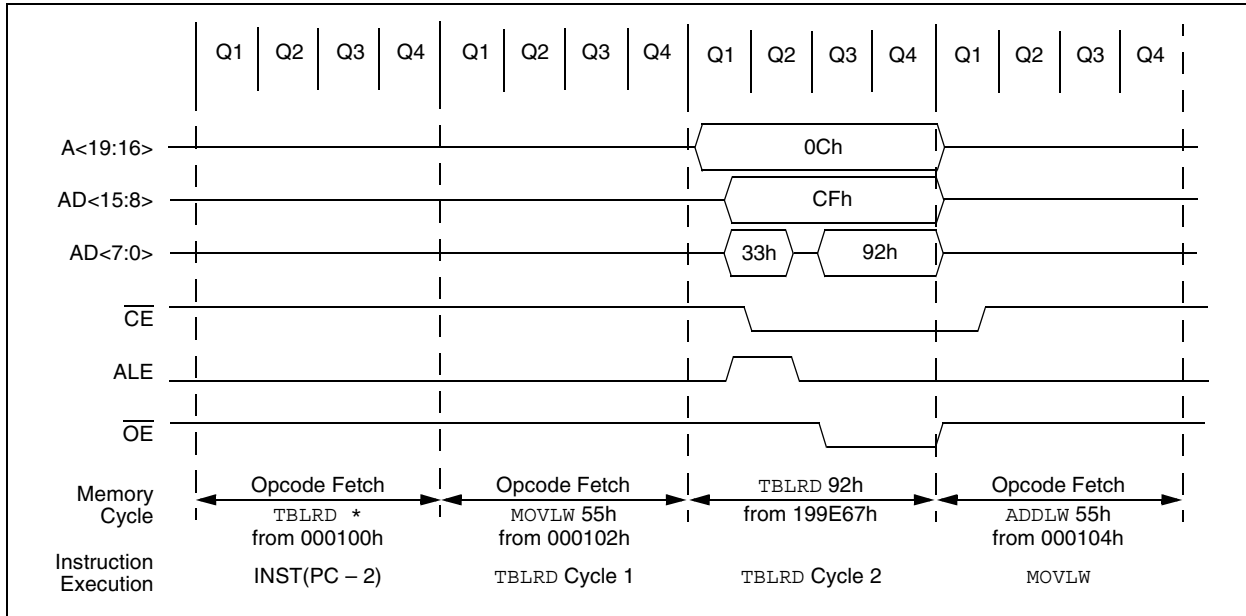 Q1 Q2 Q3 Q4 Q1 Q2 Q3 Q4 Q1 Q2 Q3 Q4 Q1 Q2 Q3 Q4
A<19:16> 0Ch
AD<15:8> CFh
AD<7:0> 33h 92h
CE
ALE
OE
Memory Cycle
Opcode Fetch
TBLRD *
from 000100h
Opcode Fetch
MOVLW 55h
from 000102h
TBLRD 92h
from 199E67h
Opcode Fetch
ADDLW 55h
from 000104h
Instruction Execution
INST(PC – 2)
TBLRD Cycle 1
TBLRD Cycle 2
MOVLW